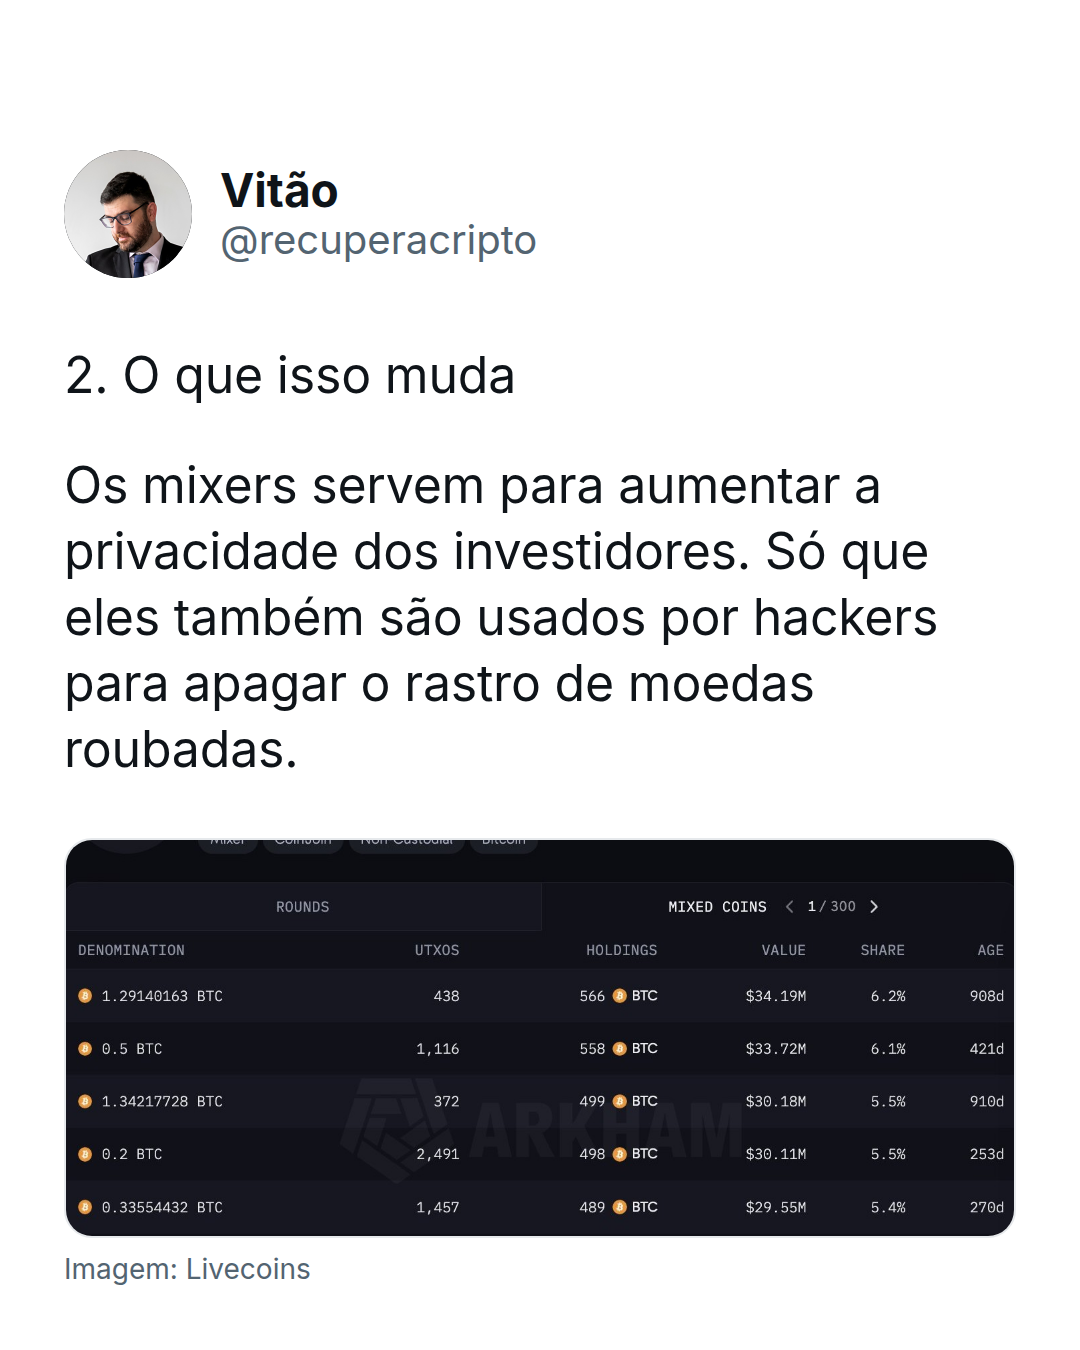 Vitão
@recuperacripto
2. O que isso muda
Os mixers servem para aumentar a
privacidade dos investidores. Só que
eles também são usados por hackers
para apagar o rastro de moedas
roubadas.
Mixer CoinJoin Non-Custodial Bitcoin
ROUNDS MIXED COINS 1 / 300
DENOMINATION UTXOS HOLDINGS VALUE SHARE AGE
1.29140163 BTC 438 566 BTC $34.19M 6.2% 908d
0.5 BTC 1,116 558 BTC $33.72M 6.1% 421d
1.34217728 BTC 372 499 BTC $30.18M 5.5% 910d
ARKHAM
0.2 BTC 2,491 498 BTC $30.11M 5.5% 253d
0.33554432 BTC 1,457 489 BTC $29.55M 5.4% 270d
Imagem: Livecoins